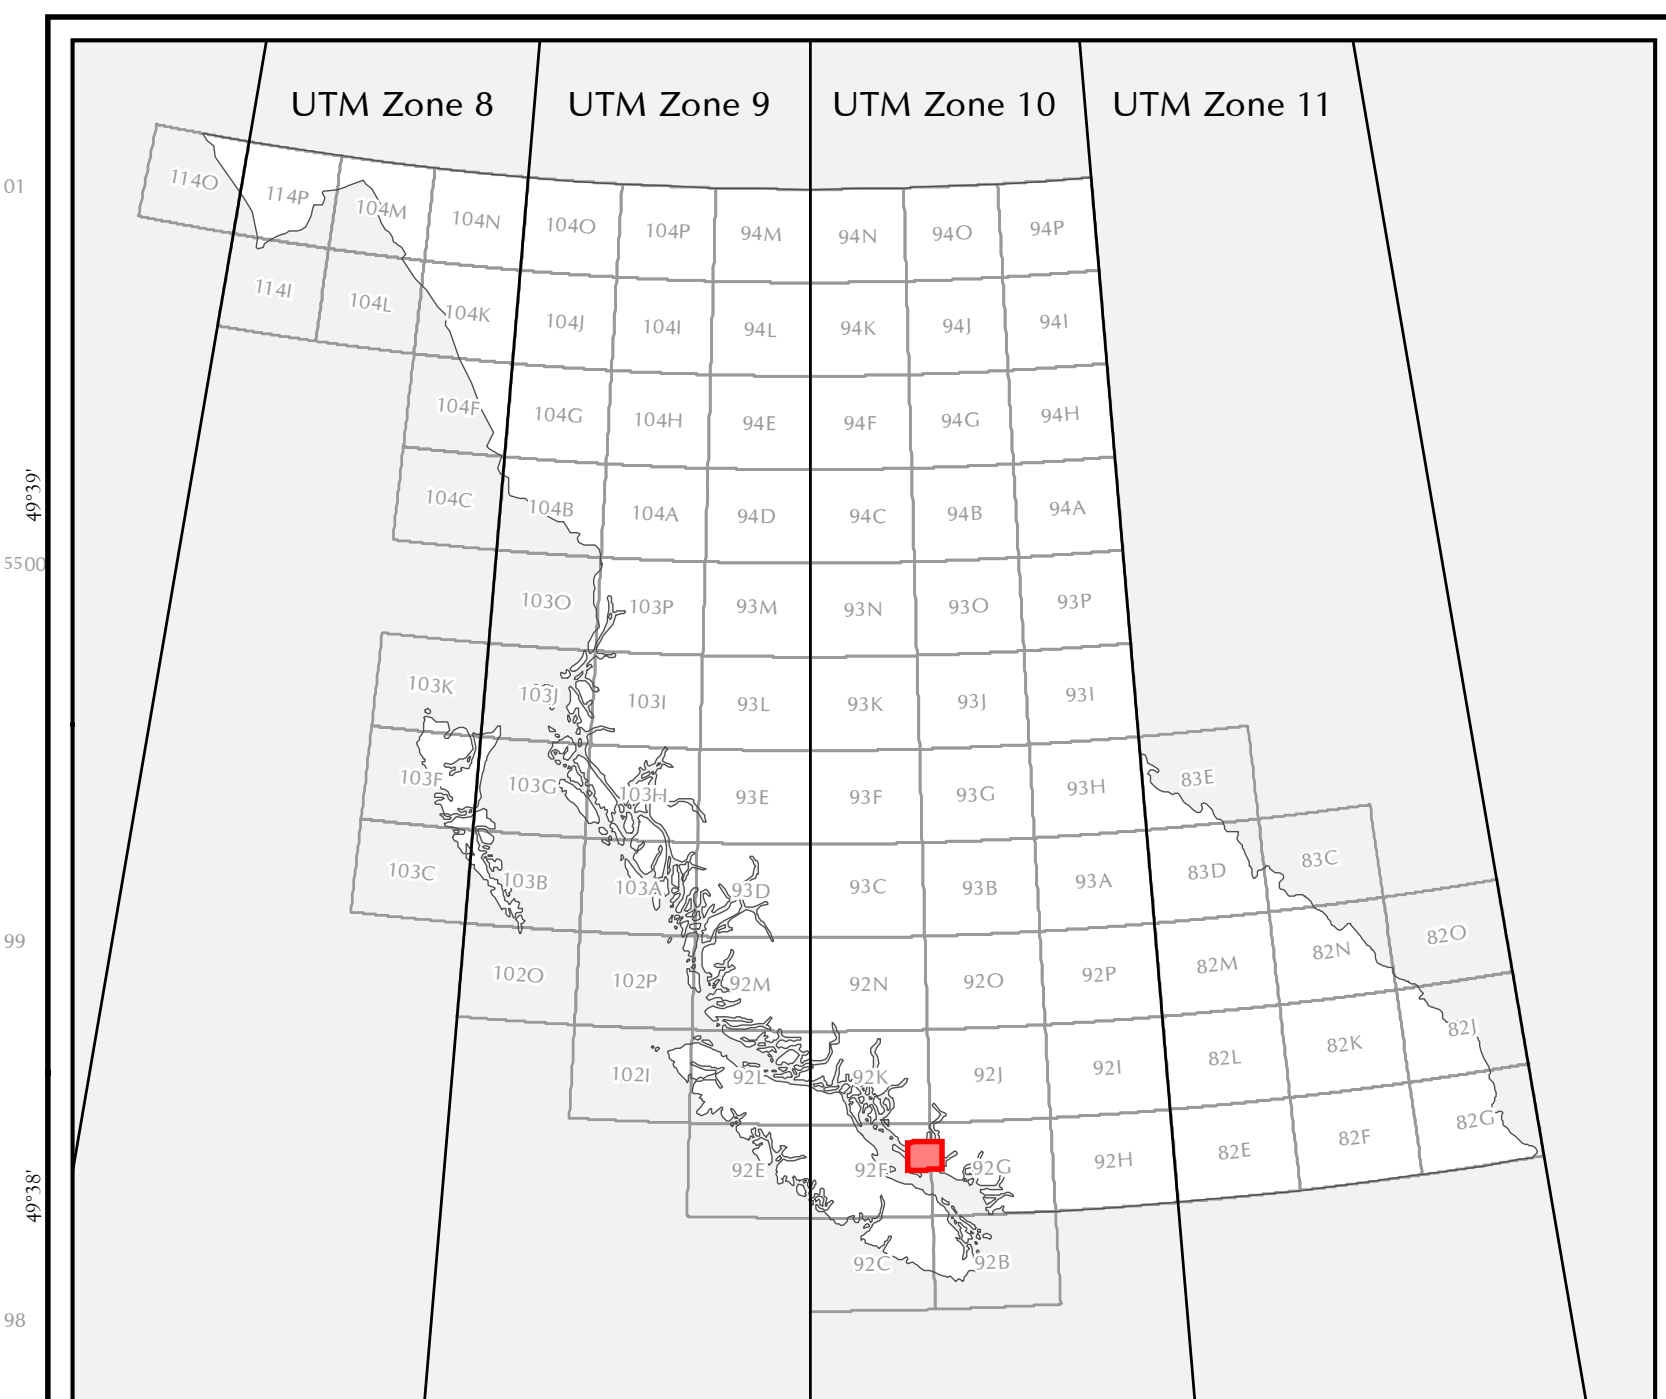 UTM Zone 8 UTM Zone 9 UTM Zone 10 UTM Zone 11
01
114O 114P 104M 104N 104O 104P 94M 94N 94O 94P
114I 104L 104K 104J 104I 94L 94K 94J 94I
104F 104G 104H 94E 94F 94G 94H
49°39'
104C 104B 104A 94D 94C 94B 94A
5500
103O 103P 93M 93N 93O 93P
103K 103J 103I 93L 93K 93J 93I
103F 103G 103H 93E 93F 93G 93H 83E
103C 103B 103A 93D 93C 93B 93A 83D 83C
99
102O 102P 92M 92N 92O 92P 82M 82N 82O
102I 92L 92K 92J 92I 82L 82K 82J
49°38'
92E 92F 92G 92H 82E 82F 82G
92C 92B
98